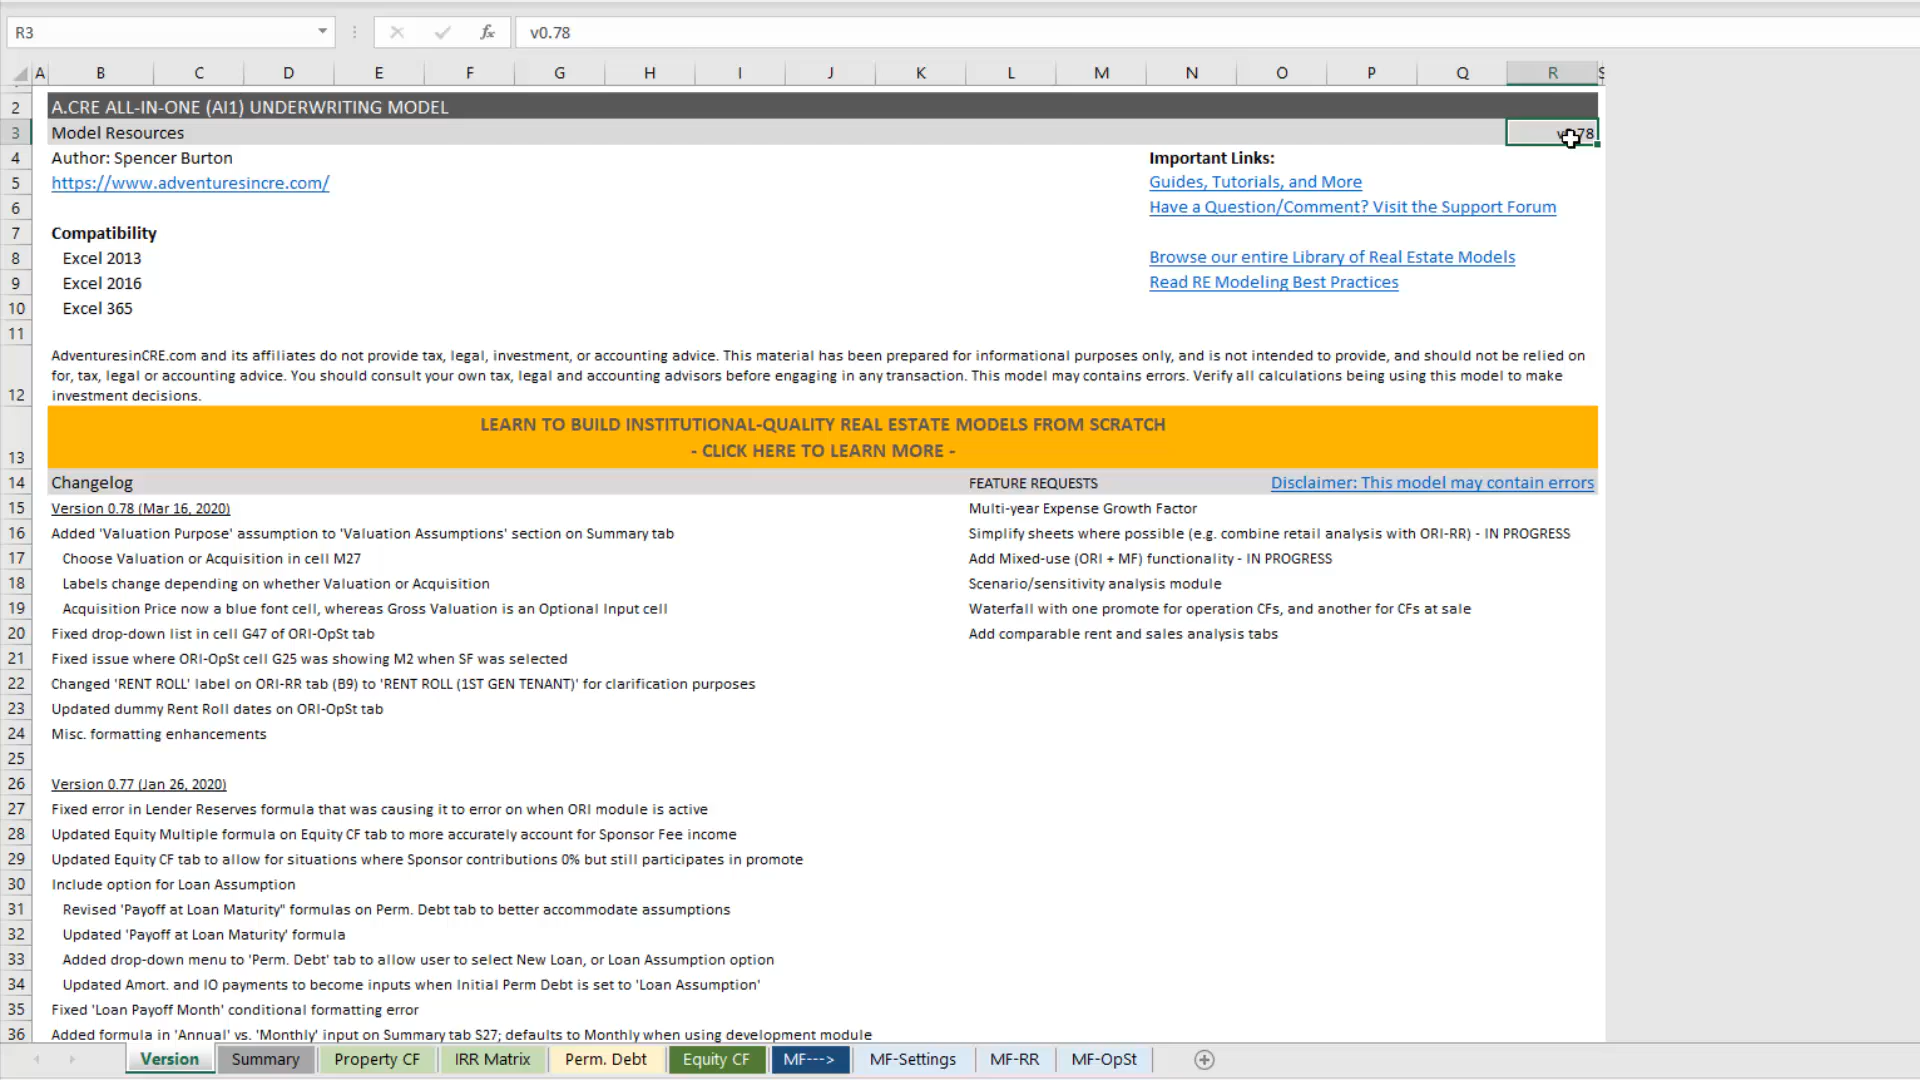 R3
fx
v0.78
A B C D E F G H I J K L M N O P Q R S
2 A.CRE ALL-IN-ONE (AI1) UNDERWRITING MODEL
3 Model Resources v0.78
4 Author: Spencer Burton Important Links:
5 https://www.adventuresincre.com/ Guides, Tutorials, and More
6 Have a Question/Comment? Visit the Support Forum
7 Compatibility
8 Excel 2013 Browse our entire Library of Real Estate Models
9 Excel 2016 Read RE Modeling Best Practices
10 Excel 365
11
AdventuresinCRE.com and its affiliates do not provide tax, legal, investment, or accounting advice. This material has been prepared for informational purposes only, and is not intended to provide, and should not be relied on
for, tax, legal or accounting advice. You should consult your own tax, legal and accounting advisors before engaging in any transaction. This model may contains errors. Verify all calculations being using this model to make
12 investment decisions.
LEARN TO BUILD INSTITUTIONAL-QUALITY REAL ESTATE MODELS FROM SCRATCH
13 - CLICK HERE TO LEARN MORE -
14 Changelog FEATURE REQUESTS Disclaimer: This model may contain errors
15 Version 0.78 (Mar 16, 2020) Multi-year Expense Growth Factor
16 Added 'Valuation Purpose' assumption to 'Valuation Assumptions' section on Summary tab Simplify sheets where possible (e.g. combine retail analysis with ORI-RR) - IN PROGRESS
17 Choose Valuation or Acquisition in cell M27 Add Mixed-use (ORI + MF) functionality - IN PROGRESS
18 Labels change depending on whether Valuation or Acquisition Scenario/sensitivity analysis module
19 Acquisition Price now a blue font cell, whereas Gross Valuation is an Optional Input cell Waterfall with one promote for operation CFs, and another for CFs at sale
20 Fixed drop-down list in cell G47 of ORI-OpSt tab Add comparable rent and sales analysis tabs
21 Fixed issue where ORI-OpSt cell G25 was showing M2 when SF was selected
22 Changed 'RENT ROLL' label on ORI-RR tab (B9) to 'RENT ROLL (1ST GEN TENANT)' for clarification purposes
23 Updated dummy Rent Roll dates on ORI-OpSt tab
24 Misc. formatting enhancements
25
26 Version 0.77 (Jan 26, 2020)
27 Fixed error in Lender Reserves formula that was causing it to error on when ORI module is active
28 Updated Equity Multiple formula on Equity CF tab to more accurately account for Sponsor Fee income
29 Updated Equity CF tab to allow for situations where Sponsor contributions 0% but still participates in promote
30 Include option for Loan Assumption
31 Revised 'Payoff at Loan Maturity" formulas on Perm. Debt tab to better accommodate assumptions
32 Updated 'Payoff at Loan Maturity' formula
33 Added drop-down menu to 'Perm. Debt' tab to allow user to select New Loan, or Loan Assumption option
34 Updated Amort. and IO payments to become inputs when Initial Perm Debt is set to 'Loan Assumption'
35 Fixed 'Loan Payoff Month' conditional formatting error
36 Added formula in 'Annual' vs. 'Monthly' input on Summary tab S27; defaults to Monthly when using development module
Version Summary Property CF IRR Matrix Perm. Debt Equity CF MF---> MF-Settings MF-RR MF-OpSt